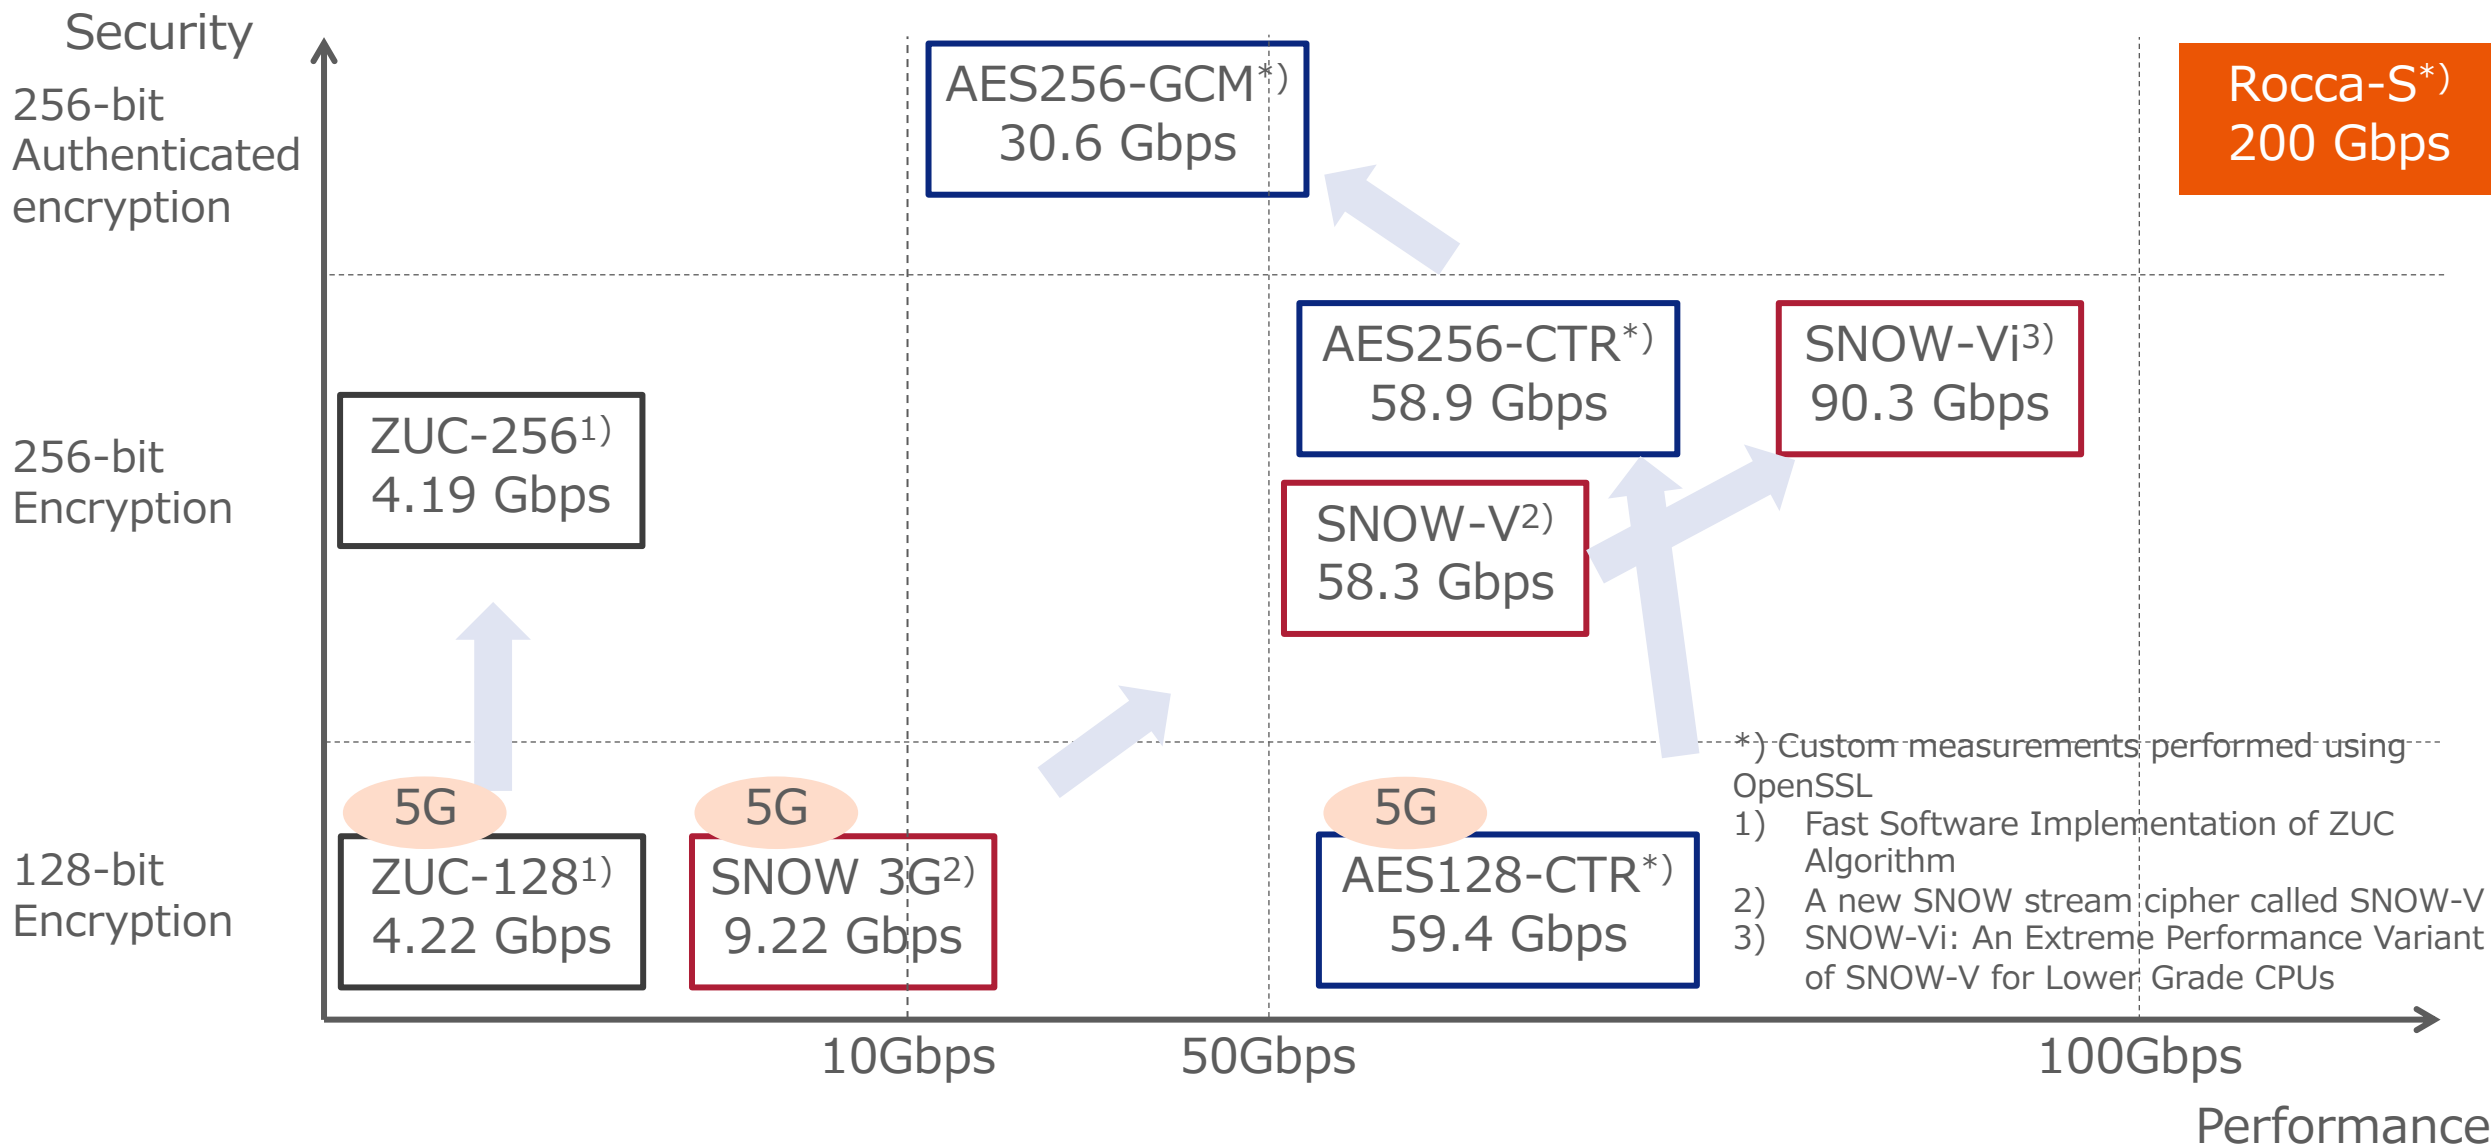 Security
256-bit
Authenticated
encryption
AES256-GCM*)
30.6 Gbps
Rocca-S*)
200 Gbps
256-bit
Encryption
ZUC-2561)
4.19 Gbps
AES256-CTR*)
58.9 Gbps
SNOW-Vi3)
90.3 Gbps
SNOW-V2)
58.3 Gbps
128-bit
Encryption
5G
ZUC-1281)
4.22 Gbps
5G
SNOW 3G2)
9.22 Gbps
5G
AES128-CTR*)
59.4 Gbps
*) Custom measurements performed using
OpenSSL
1) Fast Software Implementation of ZUC
Algorithm
2) A new SNOW stream cipher called SNOW-V
3) SNOW-Vi: An Extreme Performance Variant
of SNOW-V for Lower Grade CPUs
10Gbps
50Gbps
100Gbps
Performance